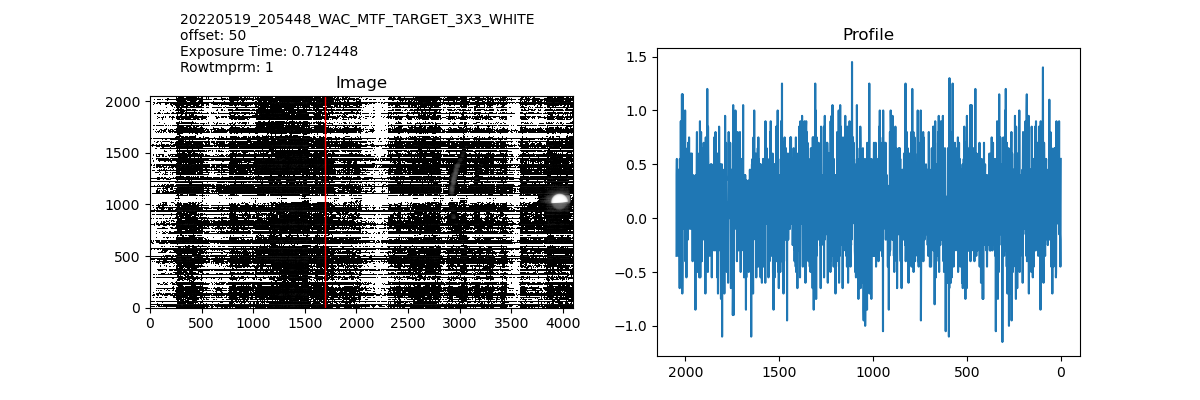 20220519_205448_WAC_MTF_TARGET_3X3_WHITE
offset: 50
Exposure Time: 0.712448
Rowtmprm: 1
Image
2000
1500
1000
500
0
0 500 1000 1500 2000 2500 3000 3500 4000
Profile
1.5
1.0
0.5
0.0
−0.5
−1.0
2000 1500 1000 500 0